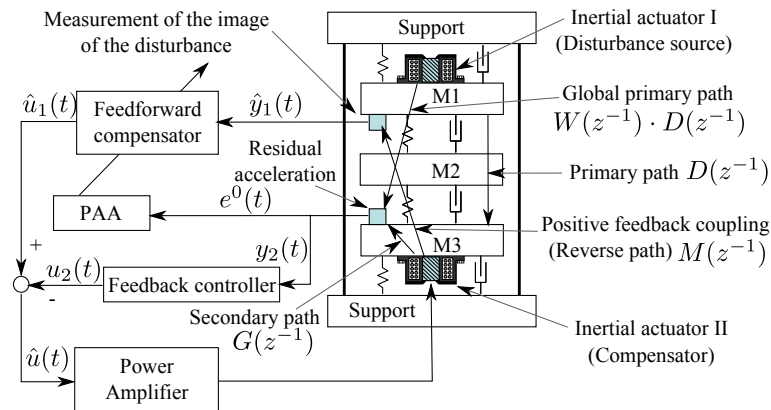 Measurement of the image
of the disturbance
Support
Inertial actuator I
(Disturbance source)
û₁(t)
Feedforward
compensator
ŷ₁(t)
M1
Global primary path
W(z⁻¹) · D(z⁻¹)
Residual
acceleration
M2
Primary path D(z⁻¹)
PAA
e⁰(t)
M3
Positive feedback coupling
(Reverse path) M(z⁻¹)
+
u₂(t)
-
Feedback controller
y₂(t)
Secondary path
G(z⁻¹)
Support
Inertial actuator II
(Compensator)
û(t)
Power
Amplifier